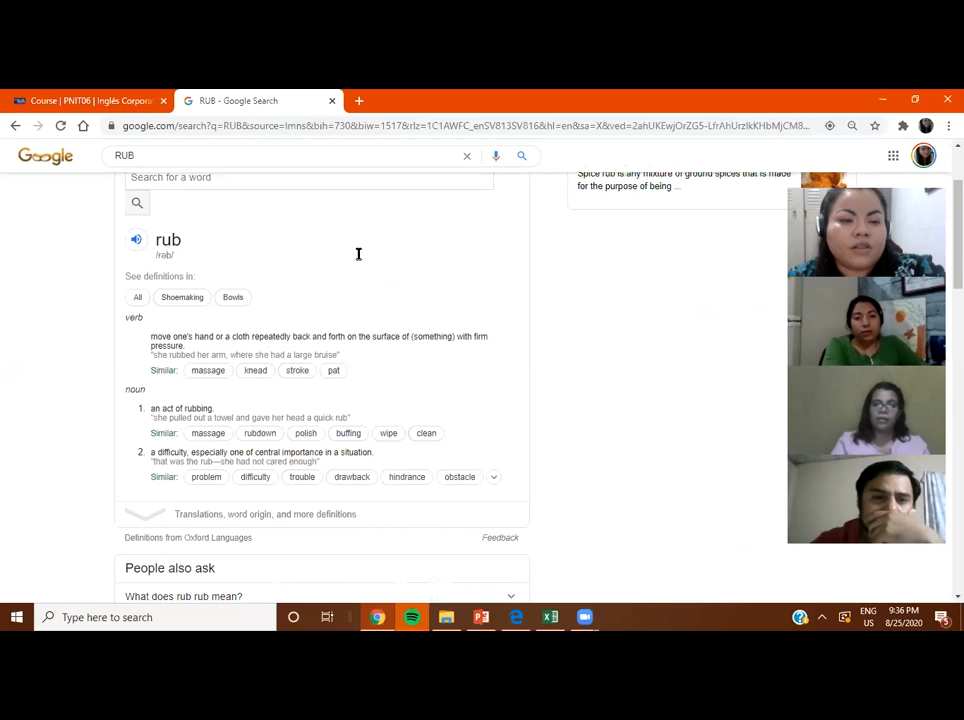 Course | PNIT06 | Inglés Corpora
RUB - Google Search
google.com/search?q=RUB&source=lmns&bih=730&biw=1517&rlz=1C1AWFC_enSV813SV816&hl=en&sa=X&ved=2ahUKEwjOrZG5-LfrAhUrzIkKHbMjCM8...
Google
RUB
Search for a word
Spice rub is any mixture of ground spices that is made
for the purpose of being ...
rub
/rəb/
See definitions in:
All
Shoemaking
Bowls
verb
move one's hand or a cloth repeatedly back and forth on the surface of (something) with firm
pressure.
"she rubbed her arm, where she had a large bruise"
Similar: massage knead stroke pat
noun
1. an act of rubbing.
"she pulled out a towel and gave her head a quick rub"
Similar: massage rubdown polish buffing wipe clean
2. a difficulty, especially one of central importance in a situation.
"that was the rub—she had not cared enough"
Similar: problem difficulty trouble drawback hindrance obstacle
Translations, word origin, and more definitions
Definitions from Oxford Languages
Feedback
People also ask
What does rub rub mean?
Type here to search
ENG
US
9:36 PM
8/25/2020
5